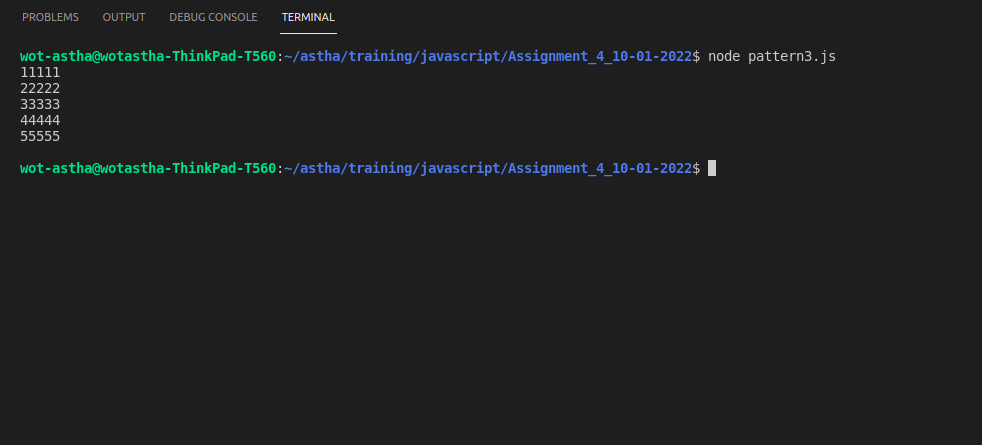 PROBLEMS OUTPUT DEBUG CONSOLE TERMINAL
wot-astha@wotastha-ThinkPad-T560:~/astha/training/javascript/Assignment_4_10-01-2022$ node pattern3.js
11111
22222
33333
44444
55555
wot-astha@wotastha-ThinkPad-T560:~/astha/training/javascript/Assignment_4_10-01-2022$